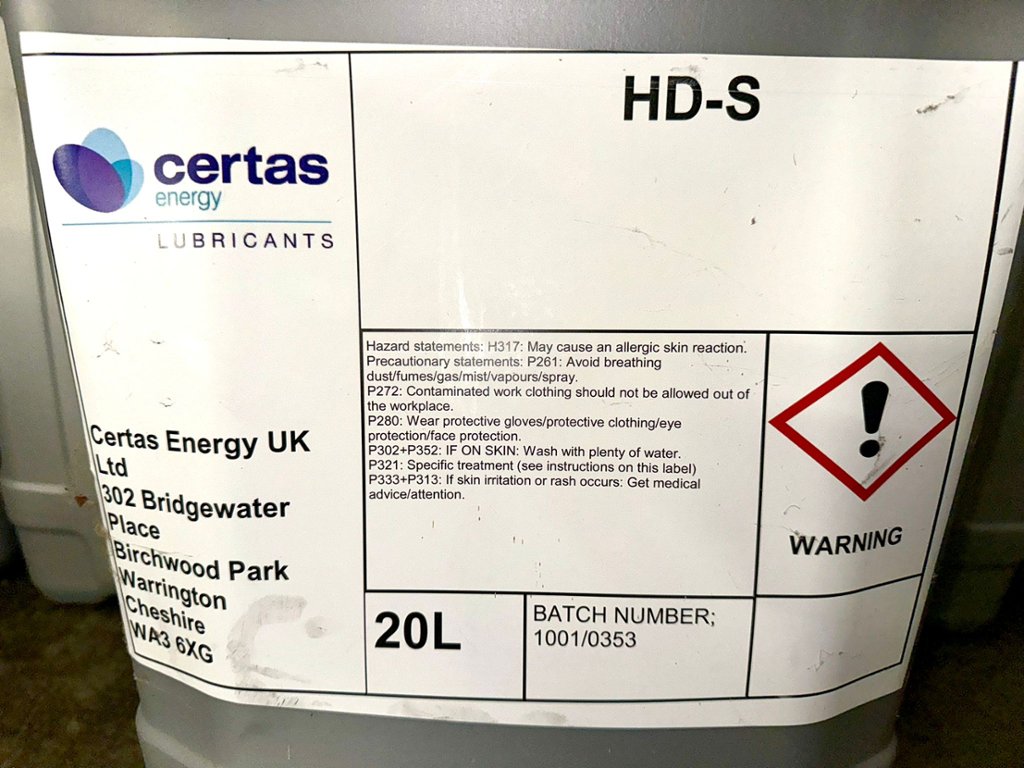 certas
energy
LUBRICANTS
Certas Energy UK
Ltd
302 Bridgewater
Place
Birchwood Park
Warrington
Cheshire
WA3 6XG
HD-S
Hazard statements: H317: May cause an allergic skin reaction.
Precautionary statements: P261: Avoid breathing
dust/fumes/gas/mist/vapours/spray.
P272: Contaminated work clothing should not be allowed out of
the workplace.
P280: Wear protective gloves/protective clothing/eye
protection/face protection.
P302+P352: IF ON SKIN: Wash with plenty of water.
P321: Specific treatment (see instructions on this label)
P333+P313: If skin irritation or rash occurs: Get medical
advice/attention.
WARNING
20L
BATCH NUMBER;
1001/0353